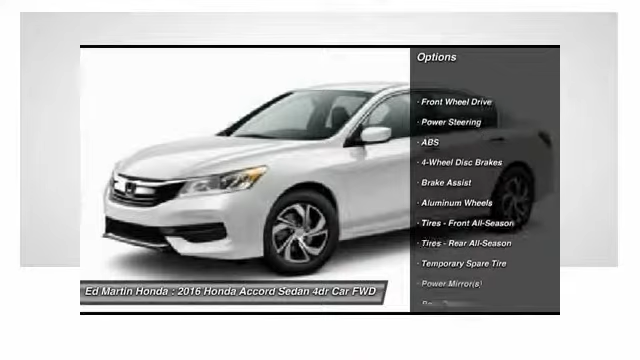 Options
· Front Wheel Drive
· Power Steering
· ABS
· 4-Wheel Disc Brakes
· Brake Assist
· Aluminum Wheels
· Tires - Front All-Season
· Tires - Rear All-Season
· Temporary Spare Tire
· Power Mirror(s)
Ed Martin Honda : 2016 Honda Accord Sedan 4dr Car FWD